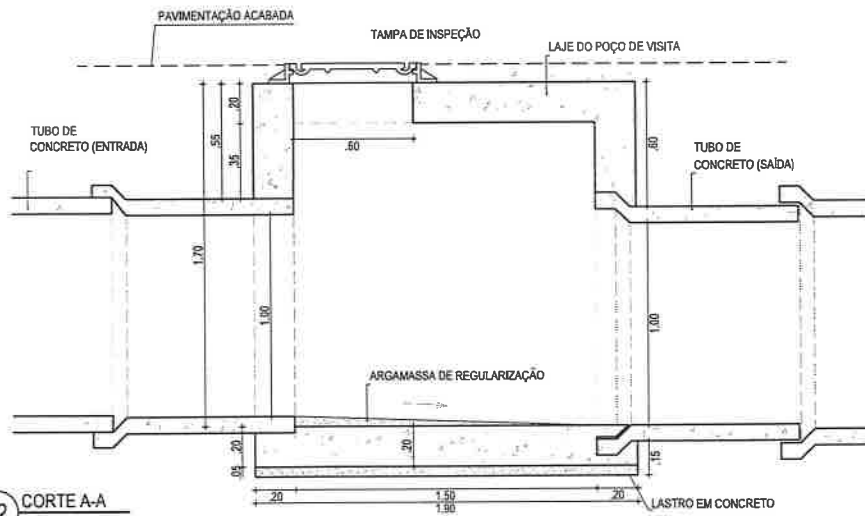 PAVIMENTAÇÃO ACABADA
TAMPA DE INSPEÇÃO
LAJE DO POÇO DE VISITA
TUBO DE
CONCRETO (ENTRADA)
.55
.20
.35
.60
.60
TUBO DE
CONCRETO (SAÍDA)
1.70
1.00
1.00
ARGAMASSA DE REGULARIZAÇÃO
.20
.20
.05
.15
.20
1.50
.20
1.90
LASTRO EM CONCRETO
2
CORTE A-A